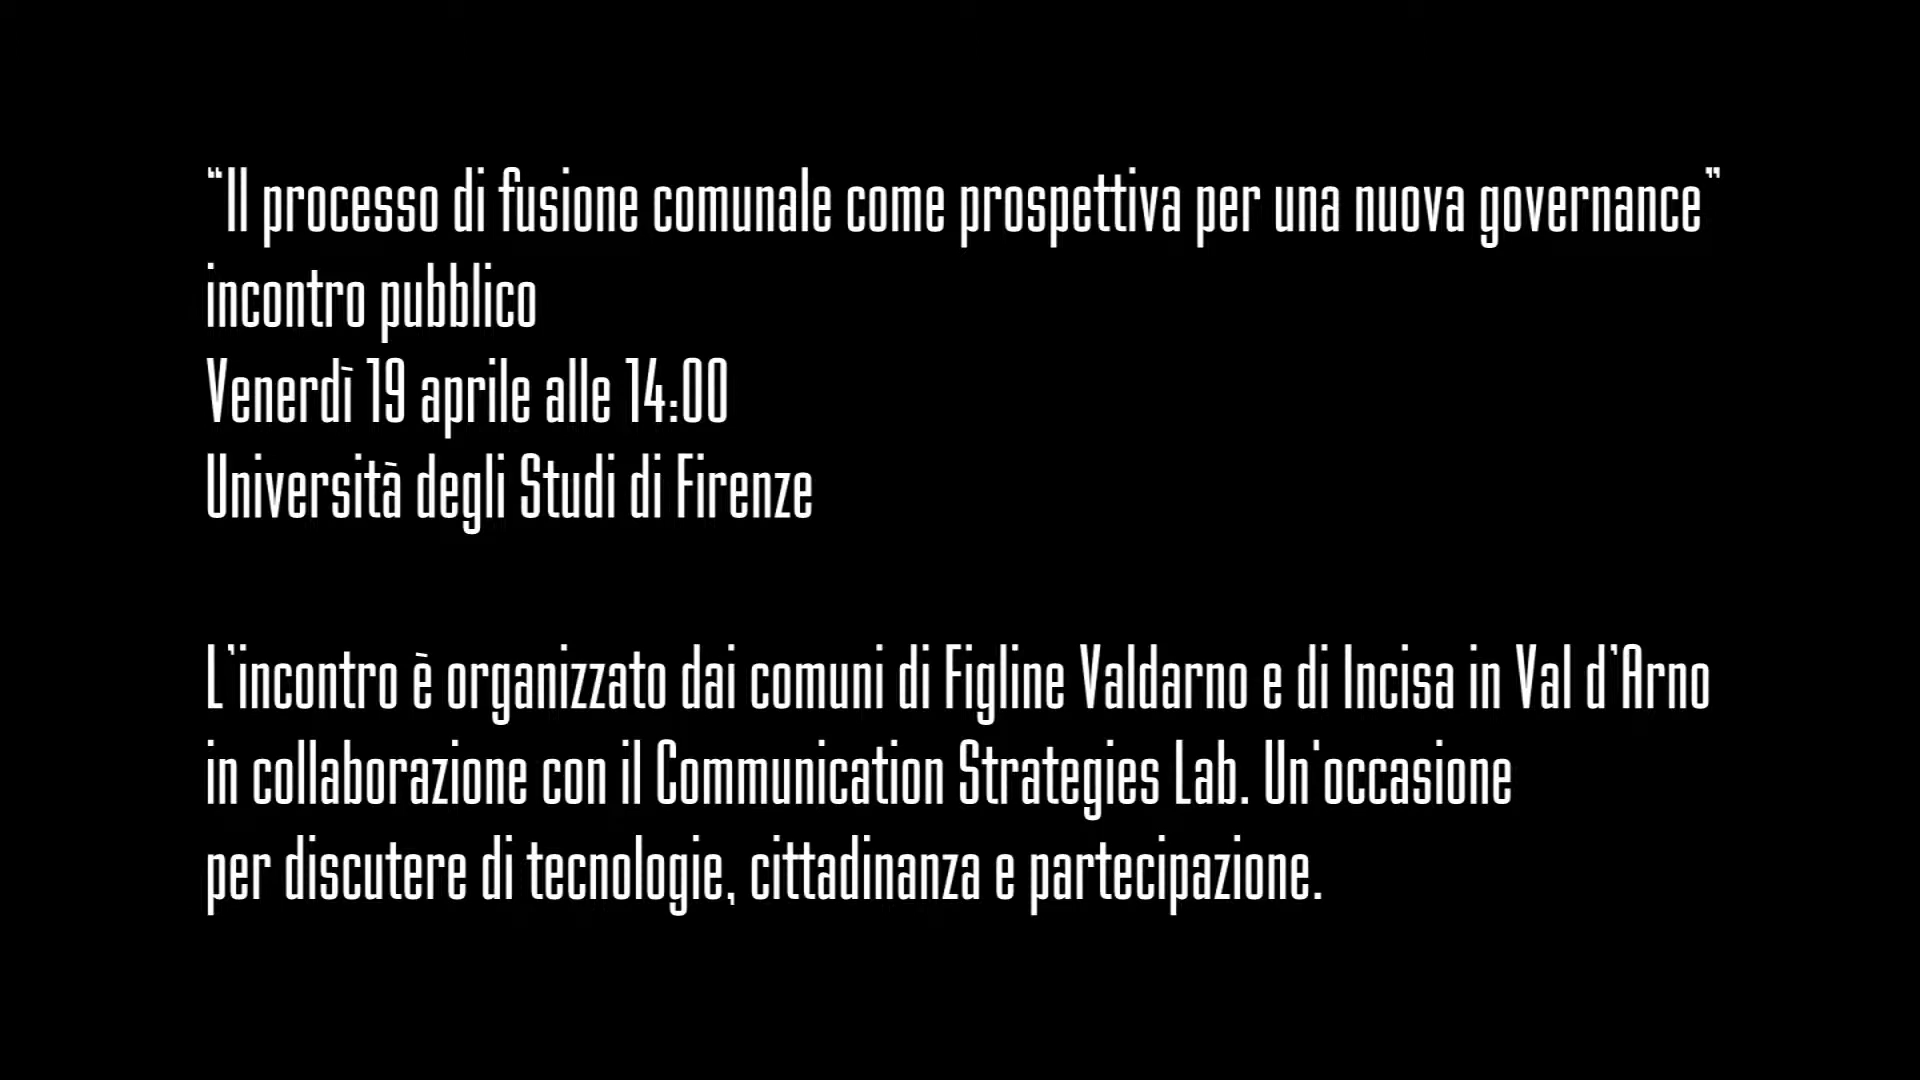 “Il processo di fusione comunale come prospettiva per una nuova governance”
incontro pubblico
Venerdì 19 aprile alle 14:00
Università degli Studi di Firenze
L'incontro è organizzato dai comuni di Figline Valdarno e di Incisa in Val d'Arno
in collaborazione con il Communication Strategies Lab. Un'occasione
per discutere di tecnologie, cittadinanza e partecipazione.